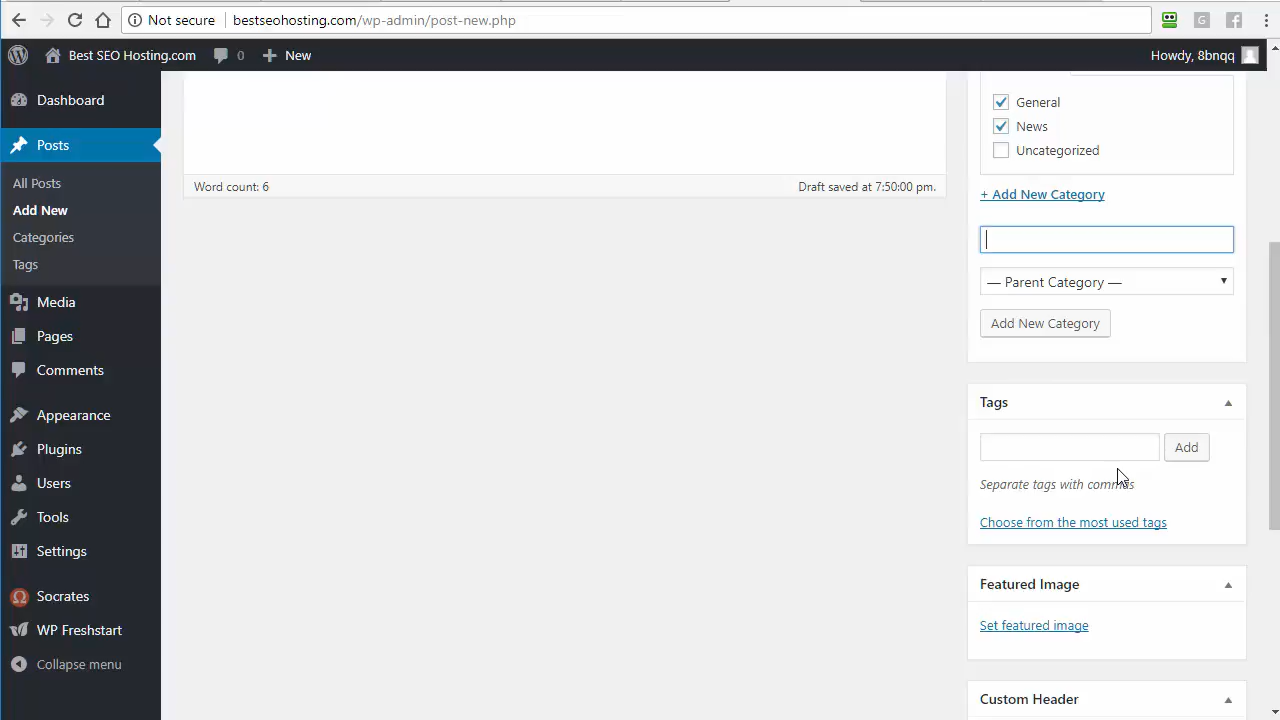 Not secure bestseohosting.com/wp-admin/post-new.php G
Best SEO Hosting.com 0 New Howdy, 8bnqq
Dashboard
Posts
All Posts
Add New
Categories
Tags
Media
Pages
Comments
Appearance
Plugins
Users
Tools
Settings
Socrates
WP Freshstart
Collapse menu
Word count: 6 Draft saved at 7:50:00 pm.
General
News
Uncategorized
+ Add New Category
— Parent Category —
Add New Category
Tags
Add
Separate tags with commas
Choose from the most used tags
Featured Image
Set featured image
Custom Header